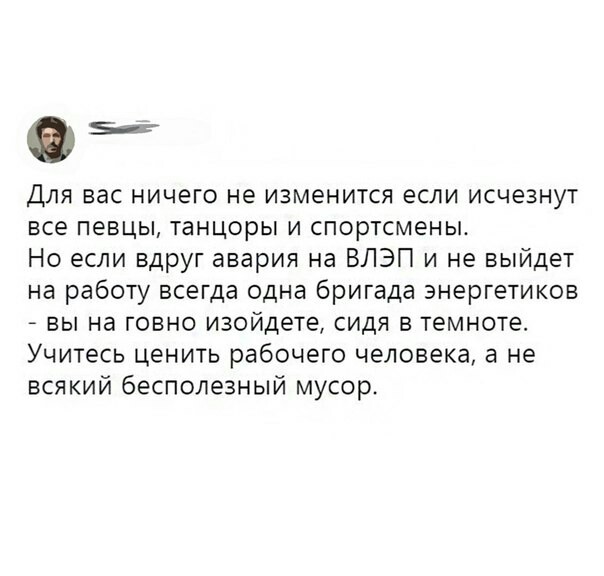 Для вас ничего не изменится если исчезнут
все певцы, танцоры и спортсмены.
Но если вдруг авария на ВЛЭП и не выйдет
на работу всегда одна бригада энергетиков
- вы на говно изойдете, сидя в темноте.
Учитесь ценить рабочего человека, а не
всякий бесполезный мусор.